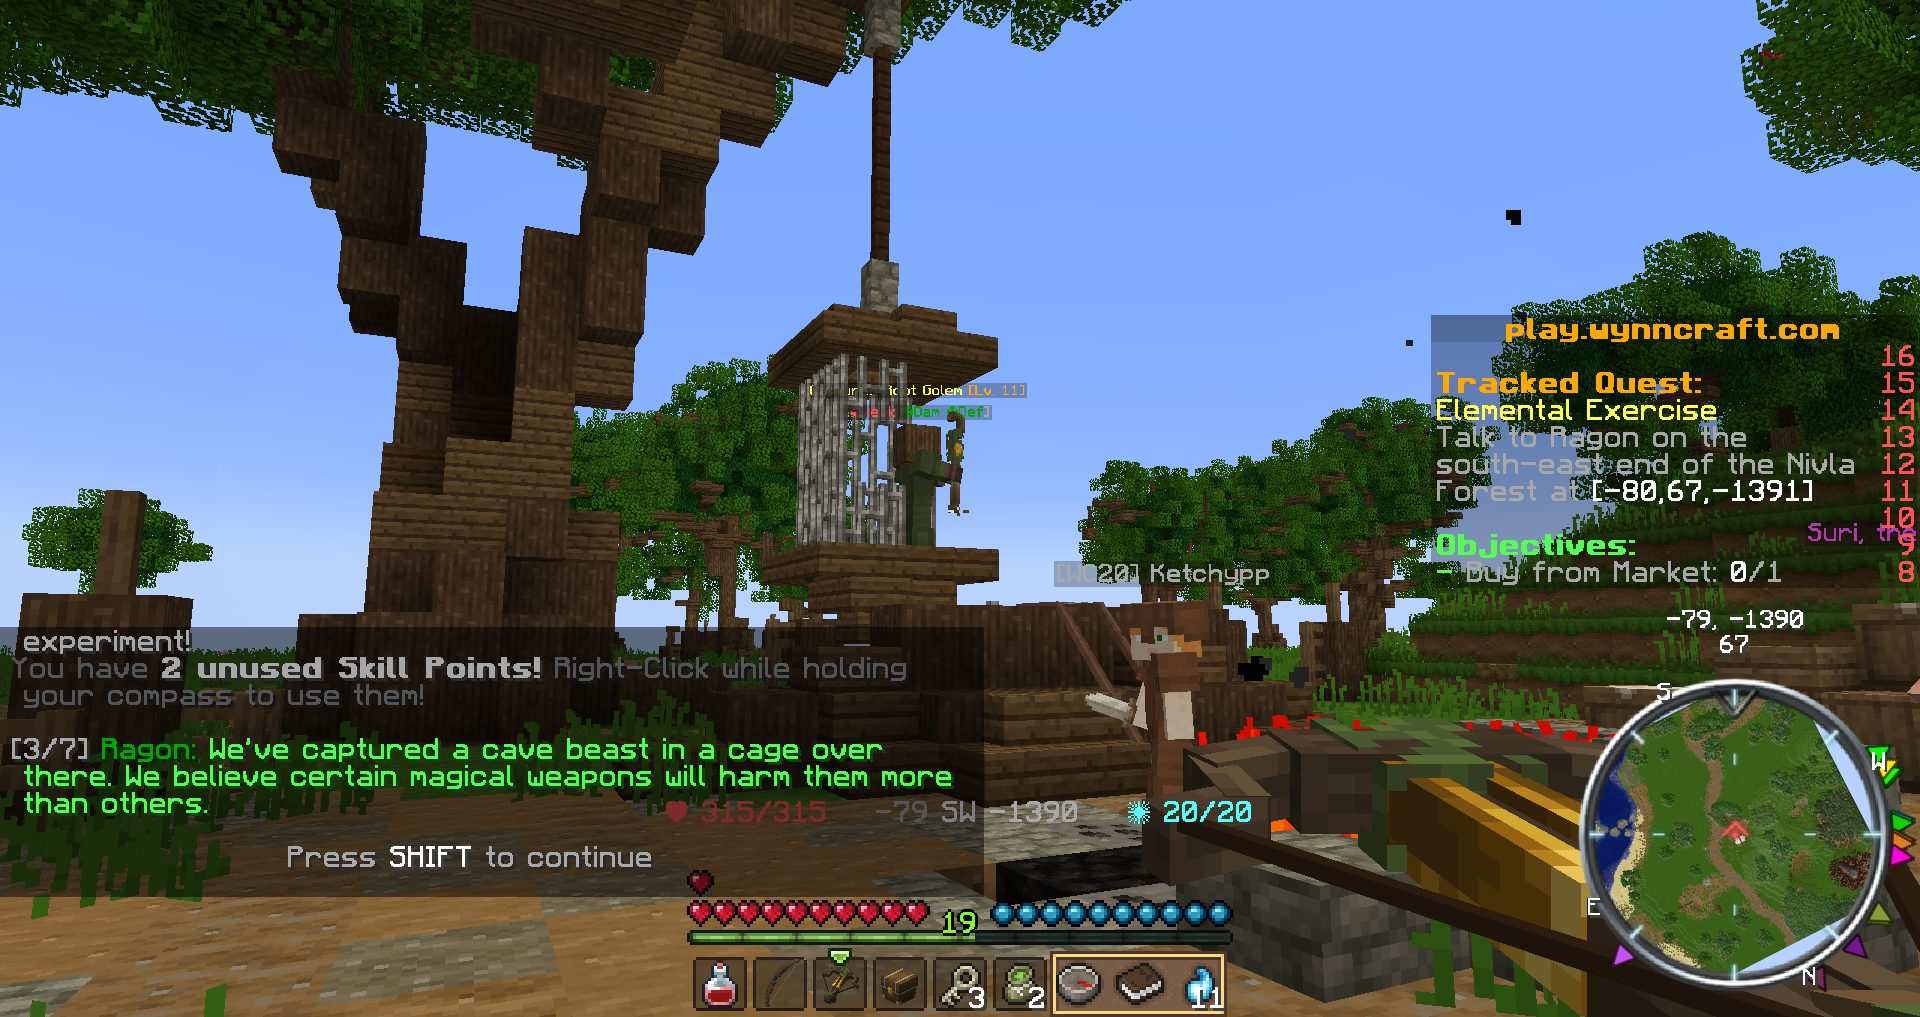 Golem [Lv 11]
[WC20] Ketchypp
play.wynncraft.com
16
15
Tracked Quest:
14
Elemental Exercise
13
Talk to Ragon on the
12
south-east end of the Nivla
11
Forest at [-80,67,-1391]
10
Suri, the
9
Objectives:
8
- Buy from Market: 0/1
-79, -1390
67
experiment!
You have 2 unused Skill Points! Right-Click while holding
your compass to use them!
[3/7] Ragon: We've captured a cave beast in a cage over
there. We believe certain magical weapons will harm them more
than others.
315/315
-79 SW -1390
20/20
Press SHIFT to continue
19
3
2
11
S
W
E
N